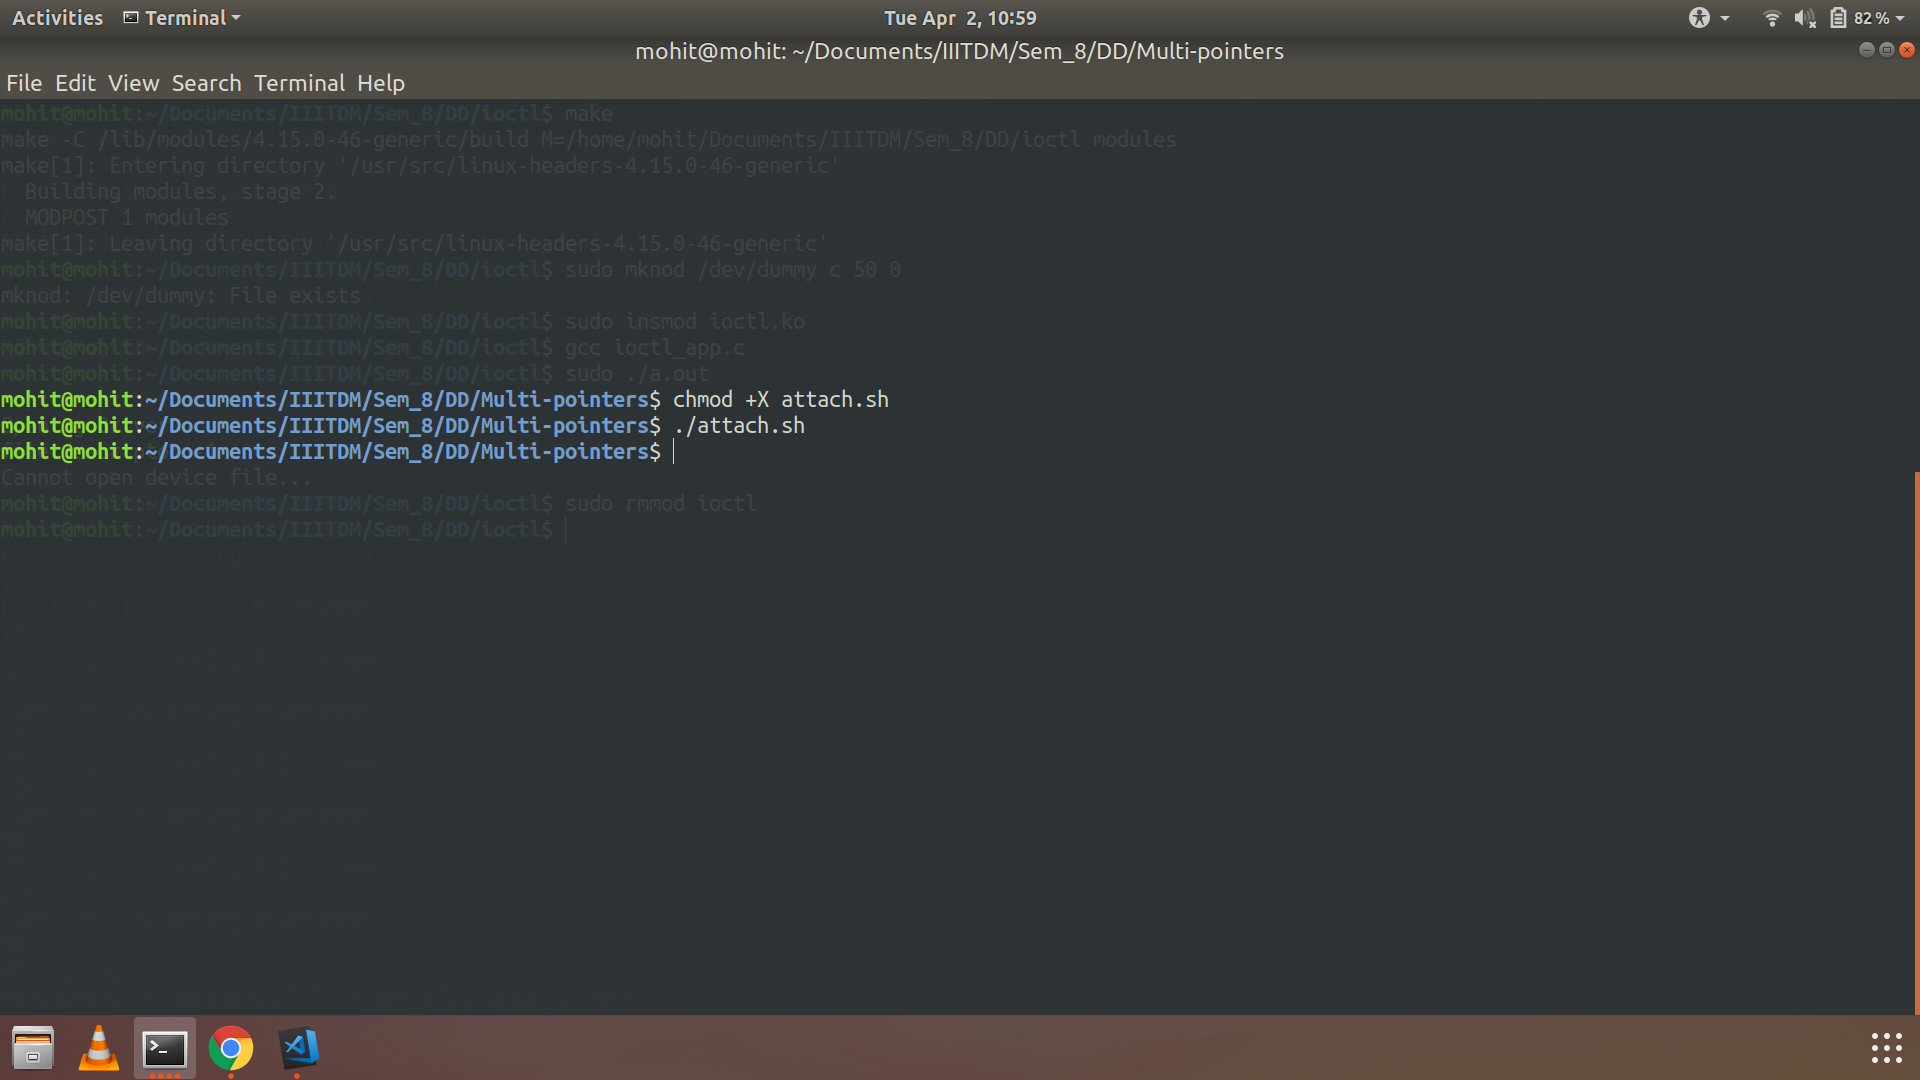 Activities Terminal Tue Apr 2, 10:59 82 %
mohit@mohit: ~/Documents/IIITDM/Sem_8/DD/Multi-pointers
File Edit View Search Terminal Help
mohit@mohit:~/Documents/IIITDM/Sem_8/DD/ioctl$ make
make -C /lib/modules/4.15.0-46-generic/build M=/home/mohit/Documents/IIITDM/Sem_8/DD/ioctl modules
make[1]: Entering directory '/usr/src/linux-headers-4.15.0-46-generic'
Building modules, stage 2.
MODPOST 1 modules
make[1]: Leaving directory '/usr/src/linux-headers-4.15.0-46-generic'
mohit@mohit:~/Documents/IIITDM/Sem_8/DD/ioctl$ sudo mknod /dev/dummy c 50 0
mknod: /dev/dummy: File exists
mohit@mohit:~/Documents/IIITDM/Sem_8/DD/ioctl$ sudo insmod ioctl.ko
mohit@mohit:~/Documents/IIITDM/Sem_8/DD/ioctl$ gcc ioctl_app.c
mohit@mohit:~/Documents/IIITDM/Sem_8/DD/ioctl$ sudo ./a.out
mohit@mohit:~/Documents/IIITDM/Sem_8/DD/Multi-pointers$ chmod +X attach.sh
mohit@mohit:~/Documents/IIITDM/Sem_8/DD/Multi-pointers$ ./attach.sh
mohit@mohit:~/Documents/IIITDM/Sem_8/DD/Multi-pointers$
Cannot open device file...
mohit@mohit:~/Documents/IIITDM/Sem_8/DD/ioctl$ sudo rmmod ioctl
mohit@mohit:~/Documents/IIITDM/Sem_8/DD/ioctl$